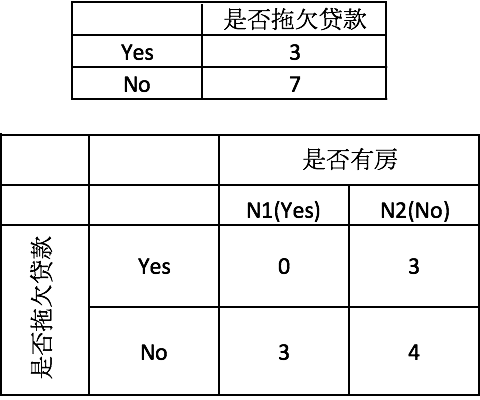 是否拖欠贷款
Yes 3
No 7
是否有房
N1(Yes) N2(No)
是否拖欠贷款
Yes 0 3
No 3 4